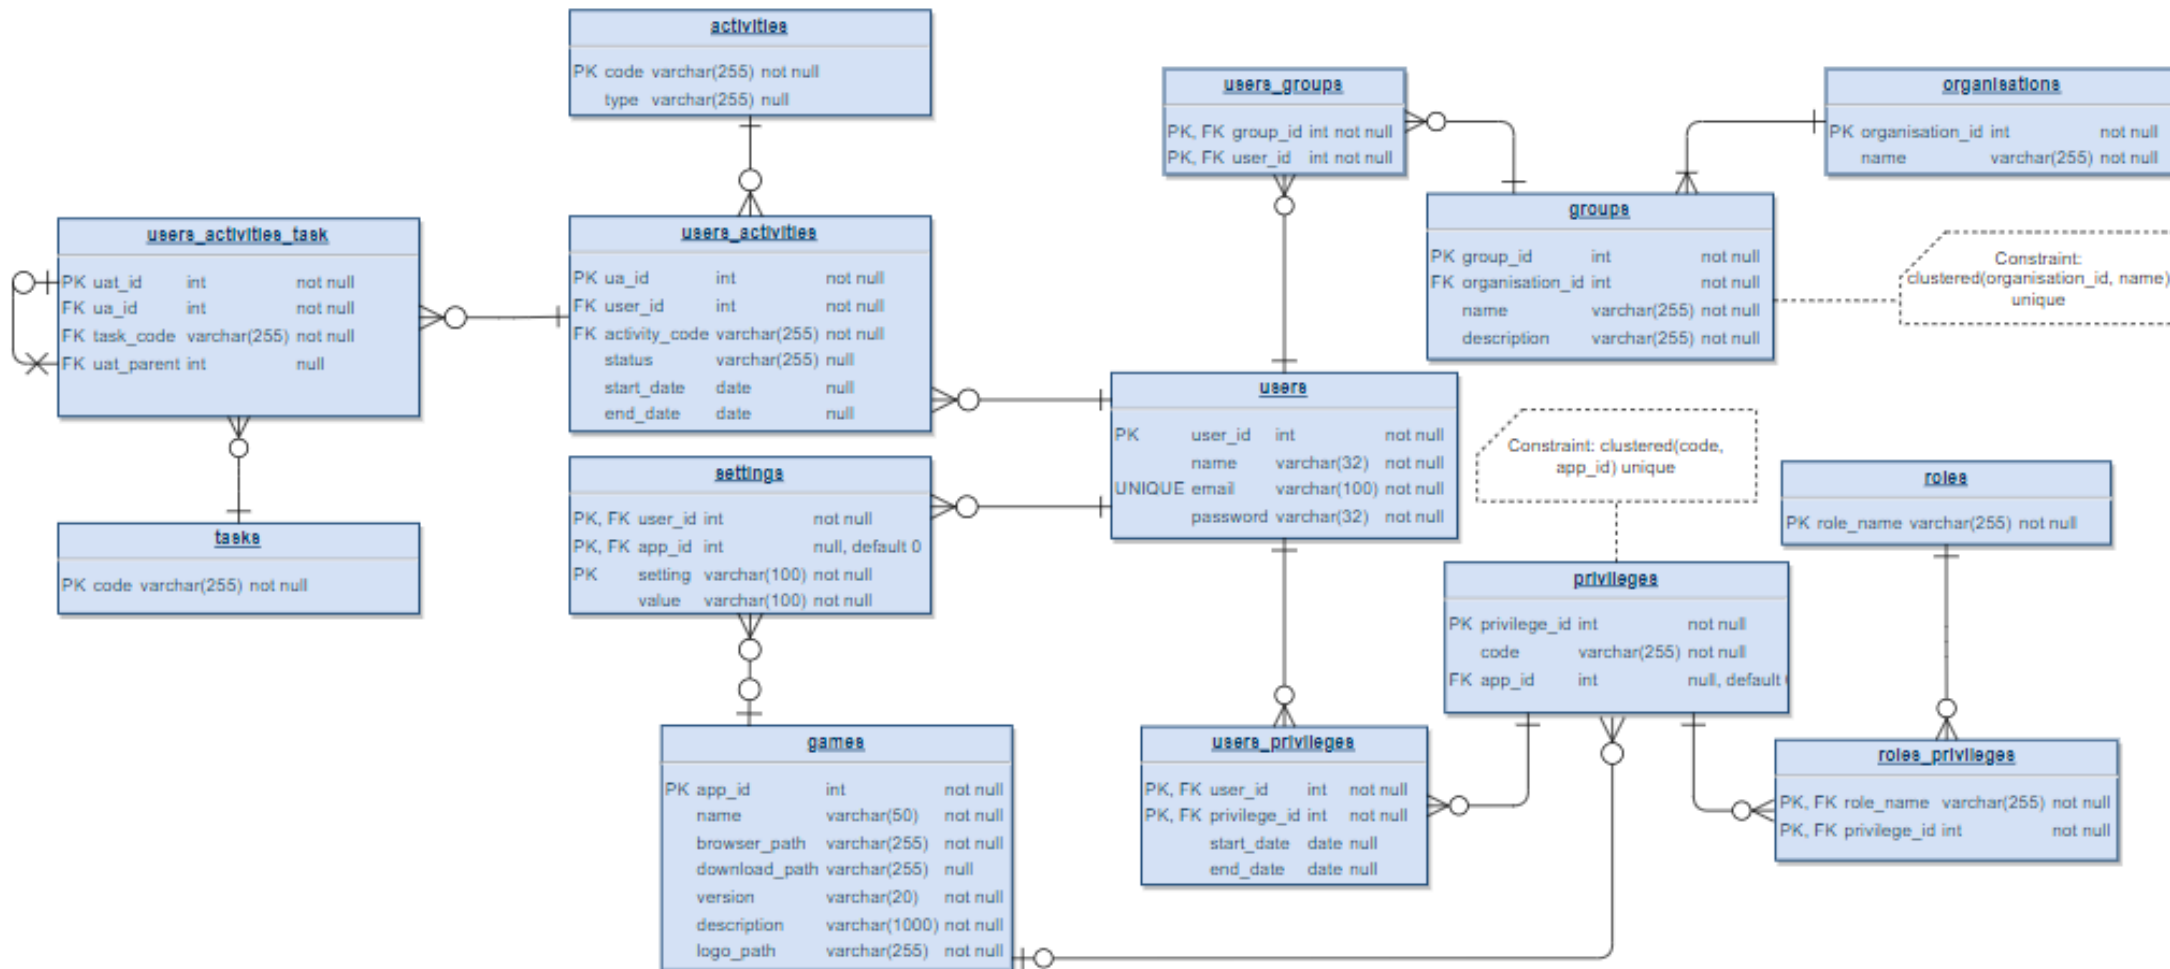 activities
PK code varchar(255) not null
type varchar(255) null
users_groups
PK, FK group_id int not null
PK, FK user_id int not null
organisations
PK organisation_id int not null
name varchar(255) not null
users_activities_task
PK uat_id int not null
FK ua_id int not null
FK task_code varchar(255) not null
FK uat_parent int null
users_activities
PK ua_id int not null
FK user_id int not null
FK activity_code varchar(255) not null
status varchar(255) null
start_date date null
end_date date null
groups
PK group_id int not null
FK organisation_id int not null
name varchar(255) not null
description varchar(255) not null
Constraint:
clustered(organisation_id, name)
unique
users
PK user_id int not null
name varchar(32) not null
UNIQUE email varchar(100) not null
password varchar(32) not null
Constraint: clustered(code,
app_id) unique
settings
PK, FK user_id int not null
PK, FK app_id int null, default 0
PK setting varchar(100) not null
value varchar(100) not null
roles
PK role_name varchar(255) not null
tasks
PK code varchar(255) not null
privileges
PK privilege_id int not null
code varchar(255) not null
FK app_id int null, default
games
PK app_id int not null
name varchar(50) not null
browser_path varchar(255) not null
download_path varchar(255) null
version varchar(20) not null
description varchar(1000) not null
logo_path varchar(255) not null
users_privileges
PK, FK user_id int not null
PK, FK privilege_id int not null
start_date date null
end_date date null
roles_privileges
PK, FK role_name varchar(255) not null
PK, FK privilege_id int not null